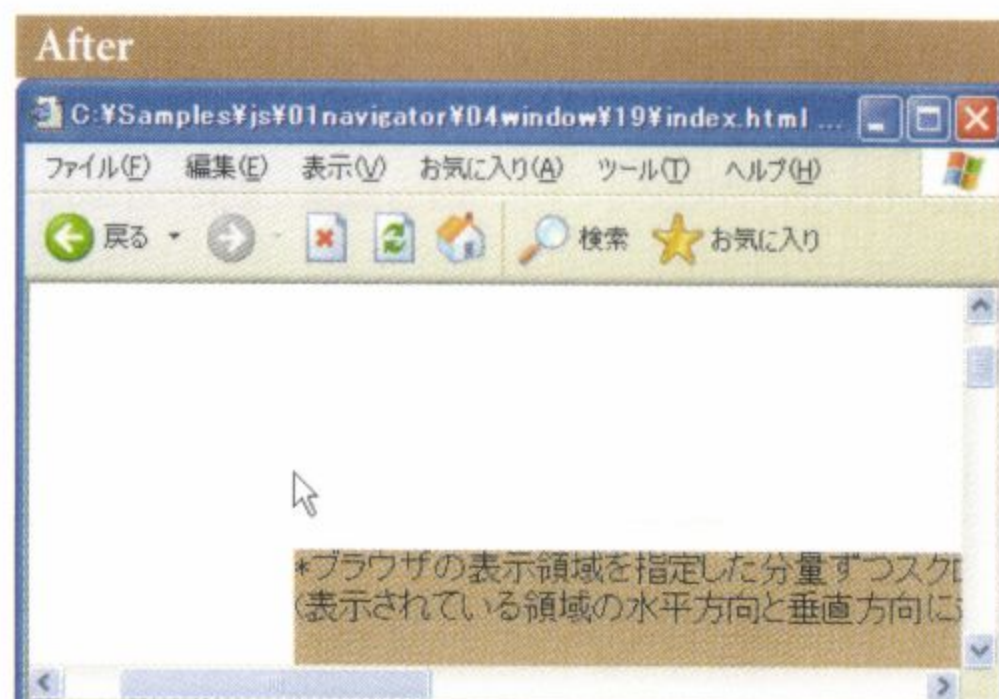 After
C:¥Samples¥js¥01navigator¥04window¥19¥index.html ...
ファイル(F) 編集(E) 表示(V) お気に入り(A) ツール(T) ヘルプ(H)
戻る 検索 お気に入り
*ブラウザの表示領域を指定した分量ずつスクロ
(表示されている領域の水平方向と垂直方向に